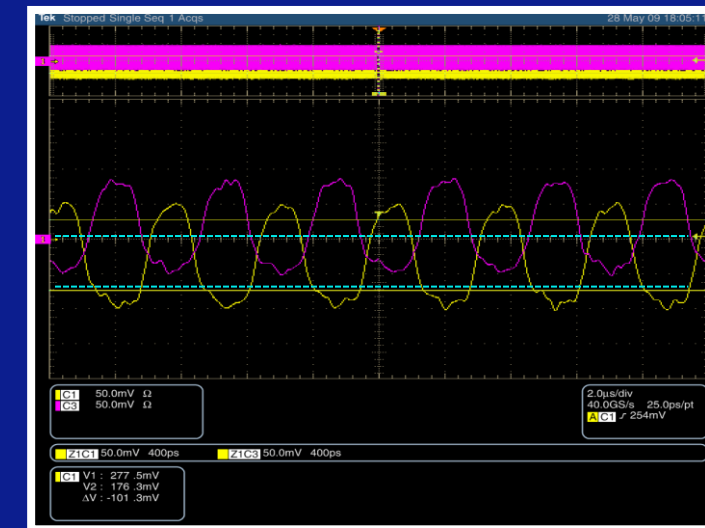 Tek Stopped Single Seq 1 Acqs 28 May 09 18:05:11
1
1
C1 50.0mV Ω
C3 50.0mV Ω
2.0µs/div
40.0GS/s 25.0ps/pt
A C1 ƒ 254mV
Z1C1 50.0mV 400ps Z1C3 50.0mV 400ps
C1 V1 : 277 .5mV
V2 : 176 .3mV
ΔV : -101 .3mV